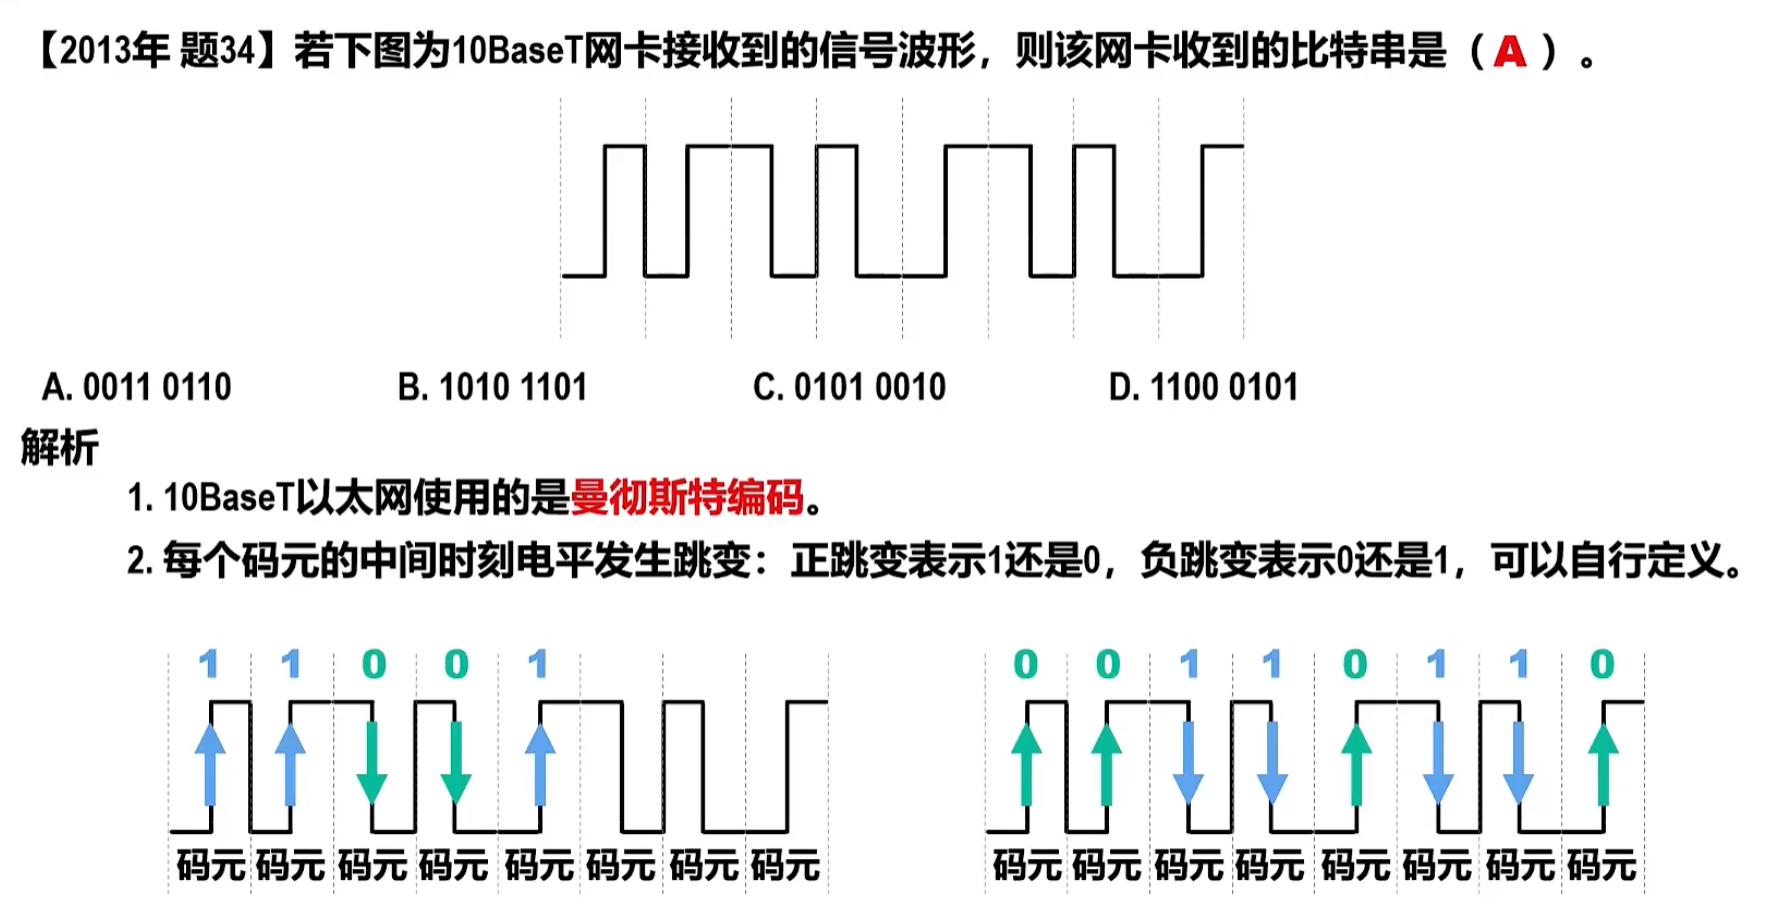 【2013年 题34】若下图为10BaseT网卡接收到的信号波形，则该网卡收到的比特串是（A）。
A. 0011 0110 B. 1010 1101 C. 0101 0010 D. 1100 0101
解析
1. 10BaseT以太网使用的是曼彻斯特编码。
2. 每个码元的中间时刻电平发生跳变：正跳变表示1还是0，负跳变表示0还是1，可以自行定义。
1 1 0 0 1
码元 码元 码元 码元 码元 码元 码元 码元
0 0 1 1 0 1 1 0
码元 码元 码元 码元 码元 码元 码元 码元